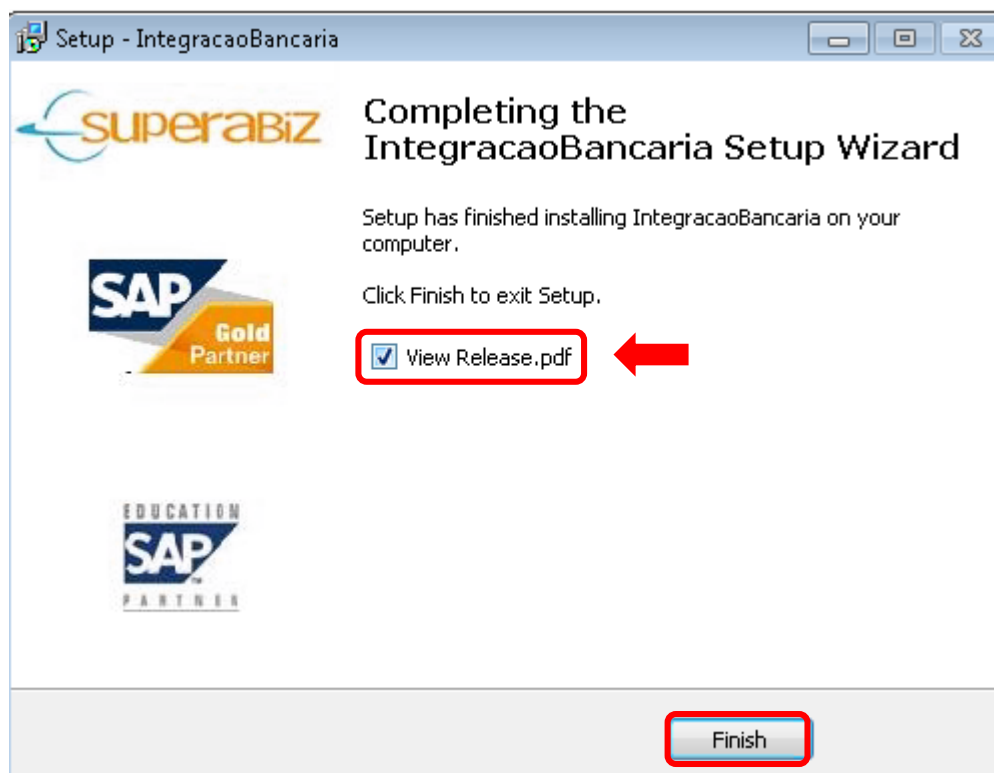 Setup - IntegracaoBancaria
superaBiz
Completing the
IntegracaoBancaria Setup Wizard
Setup has finished installing IntegracaoBancaria on your
computer.
Click Finish to exit Setup.
SAP
Gold
Partner
View Release.pdf
EDUCATION
SAP
TM
PARTNER
Finish